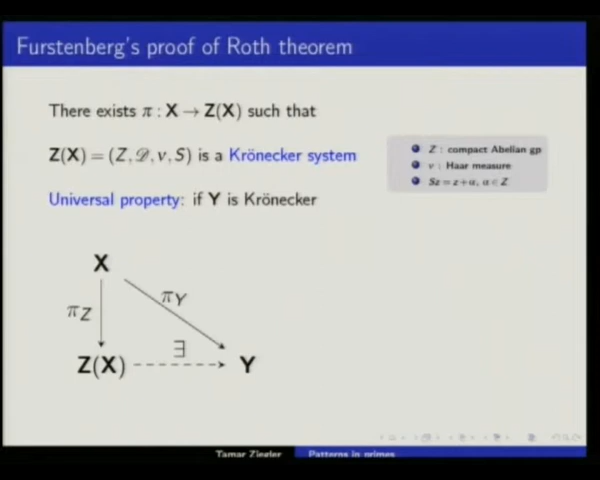 Furstenberg's proof of Roth theorem
There exists π : X → Z(X) such that
Z(X) = (Z, 𝒟, ν, S) is a Krönecker system
Z : compact Abelian gp
ν : Haar measure
Sz = z+α, α ∈ Z
Universal property: if Y is Krönecker
X
π_Z
π_Y
∃
Z(X)
Y
Tamar Ziegler
Patterns in primes